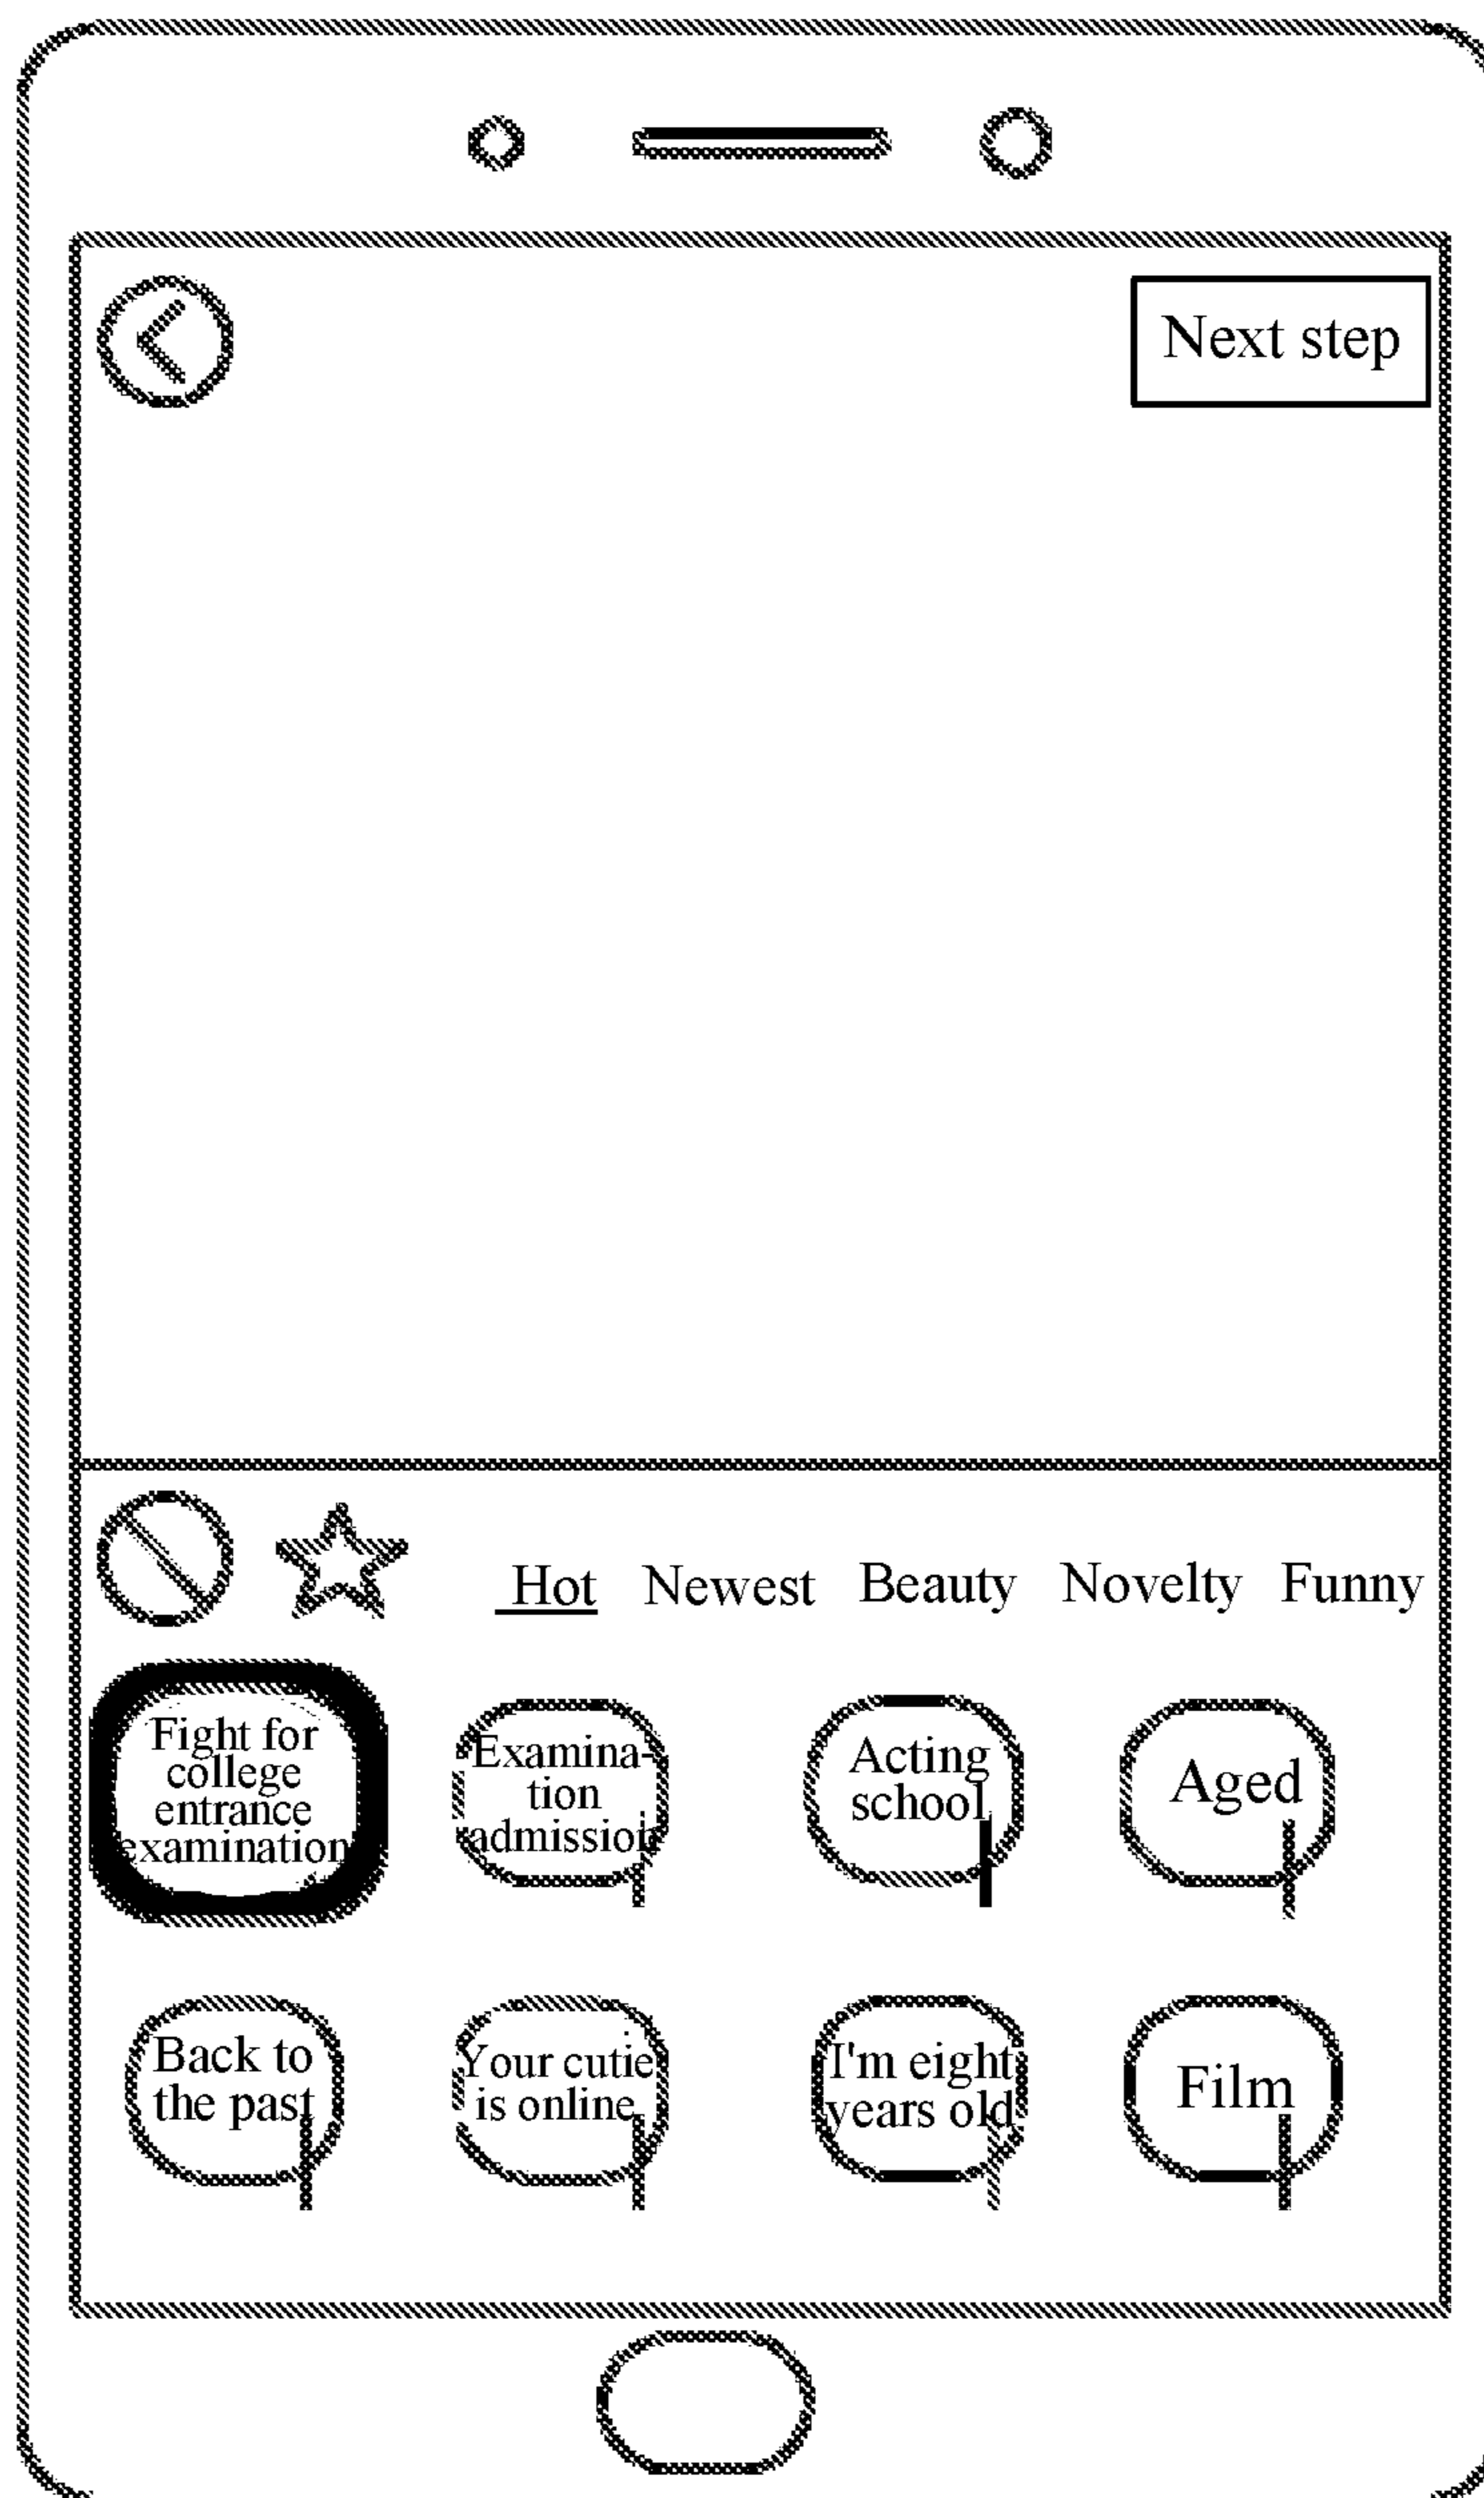 Next step
Hot Newest Beauty Novelty Funny
Fight for
college
entrance
examination
Examina-
tion
admission
Acting
school
Aged
Back to
the past
Your cutie
is online
I'm eight
years old
Film